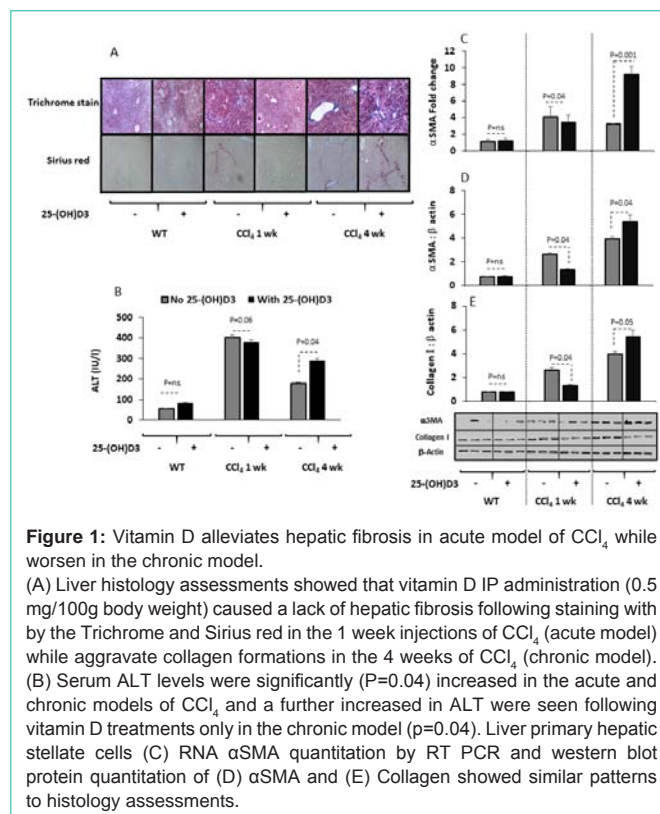 A
Trichrome stain
Sirius red
25-(OH)D3
- + - + - +
WT CCl₄ 1 wk CCl₄ 4 wk
B
No 25-(OH)D3 With 25-(OH)D3
ALT (IU/l)
500
400
300
200
100
0
P=ns
P=0.06
P=0.04
25-(OH)D3
- + - + - +
WT CCl₄ 1 wk CCl₄ 4 wk
C
αSMA Fold change
12
10
8
6
4
2
0
P=ns
P=0.04
P=0.001
D
αSMA : β actin
6
4
2
0
P=ns
P=0.04
P=0.04
E
Collagen I : β actin
6
4
2
0
P=ns
P=0.04
P=0.05
αSMA
Collagen I
β-Actin
25-(OH)D3
- + - + - +
WT CCl₄ 1 wk CCl₄ 4 wk
Figure 1: Vitamin D alleviates hepatic fibrosis in acute model of CCl₄ while
worsen in the chronic model.
(A) Liver histology assessments showed that vitamin D IP administration (0.5
mg/100g body weight) caused a lack of hepatic fibrosis following staining with
by the Trichrome and Sirius red in the 1 week injections of CCl₄ (acute model)
while aggravate collagen formations in the 4 weeks of CCl₄ (chronic model).
(B) Serum ALT levels were significantly (P=0.04) increased in the acute and
chronic models of CCl₄ and a further increased in ALT were seen following
vitamin D treatments only in the chronic model (p=0.04). Liver primary hepatic
stellate cells (C) RNA αSMA quantitation by RT PCR and western blot
protein quantitation of (D) αSMA and (E) Collagen showed similar patterns
to histology assessments.